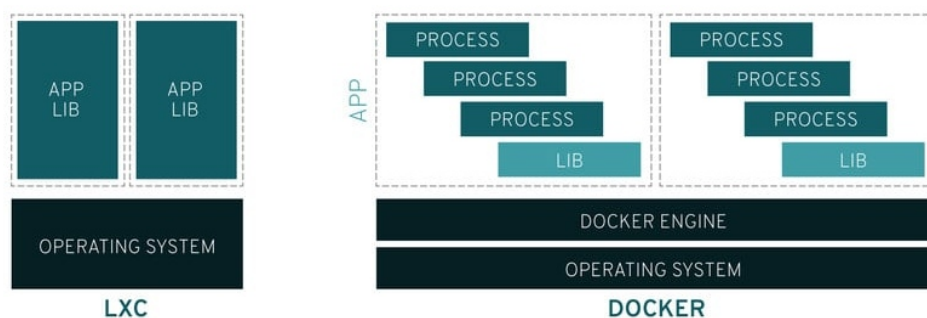 APP
LIB
APP
LIB
OPERATING SYSTEM
LXC
APP
PROCESS
PROCESS
PROCESS
LIB
PROCESS
PROCESS
PROCESS
LIB
DOCKER ENGINE
OPERATING SYSTEM
DOCKER